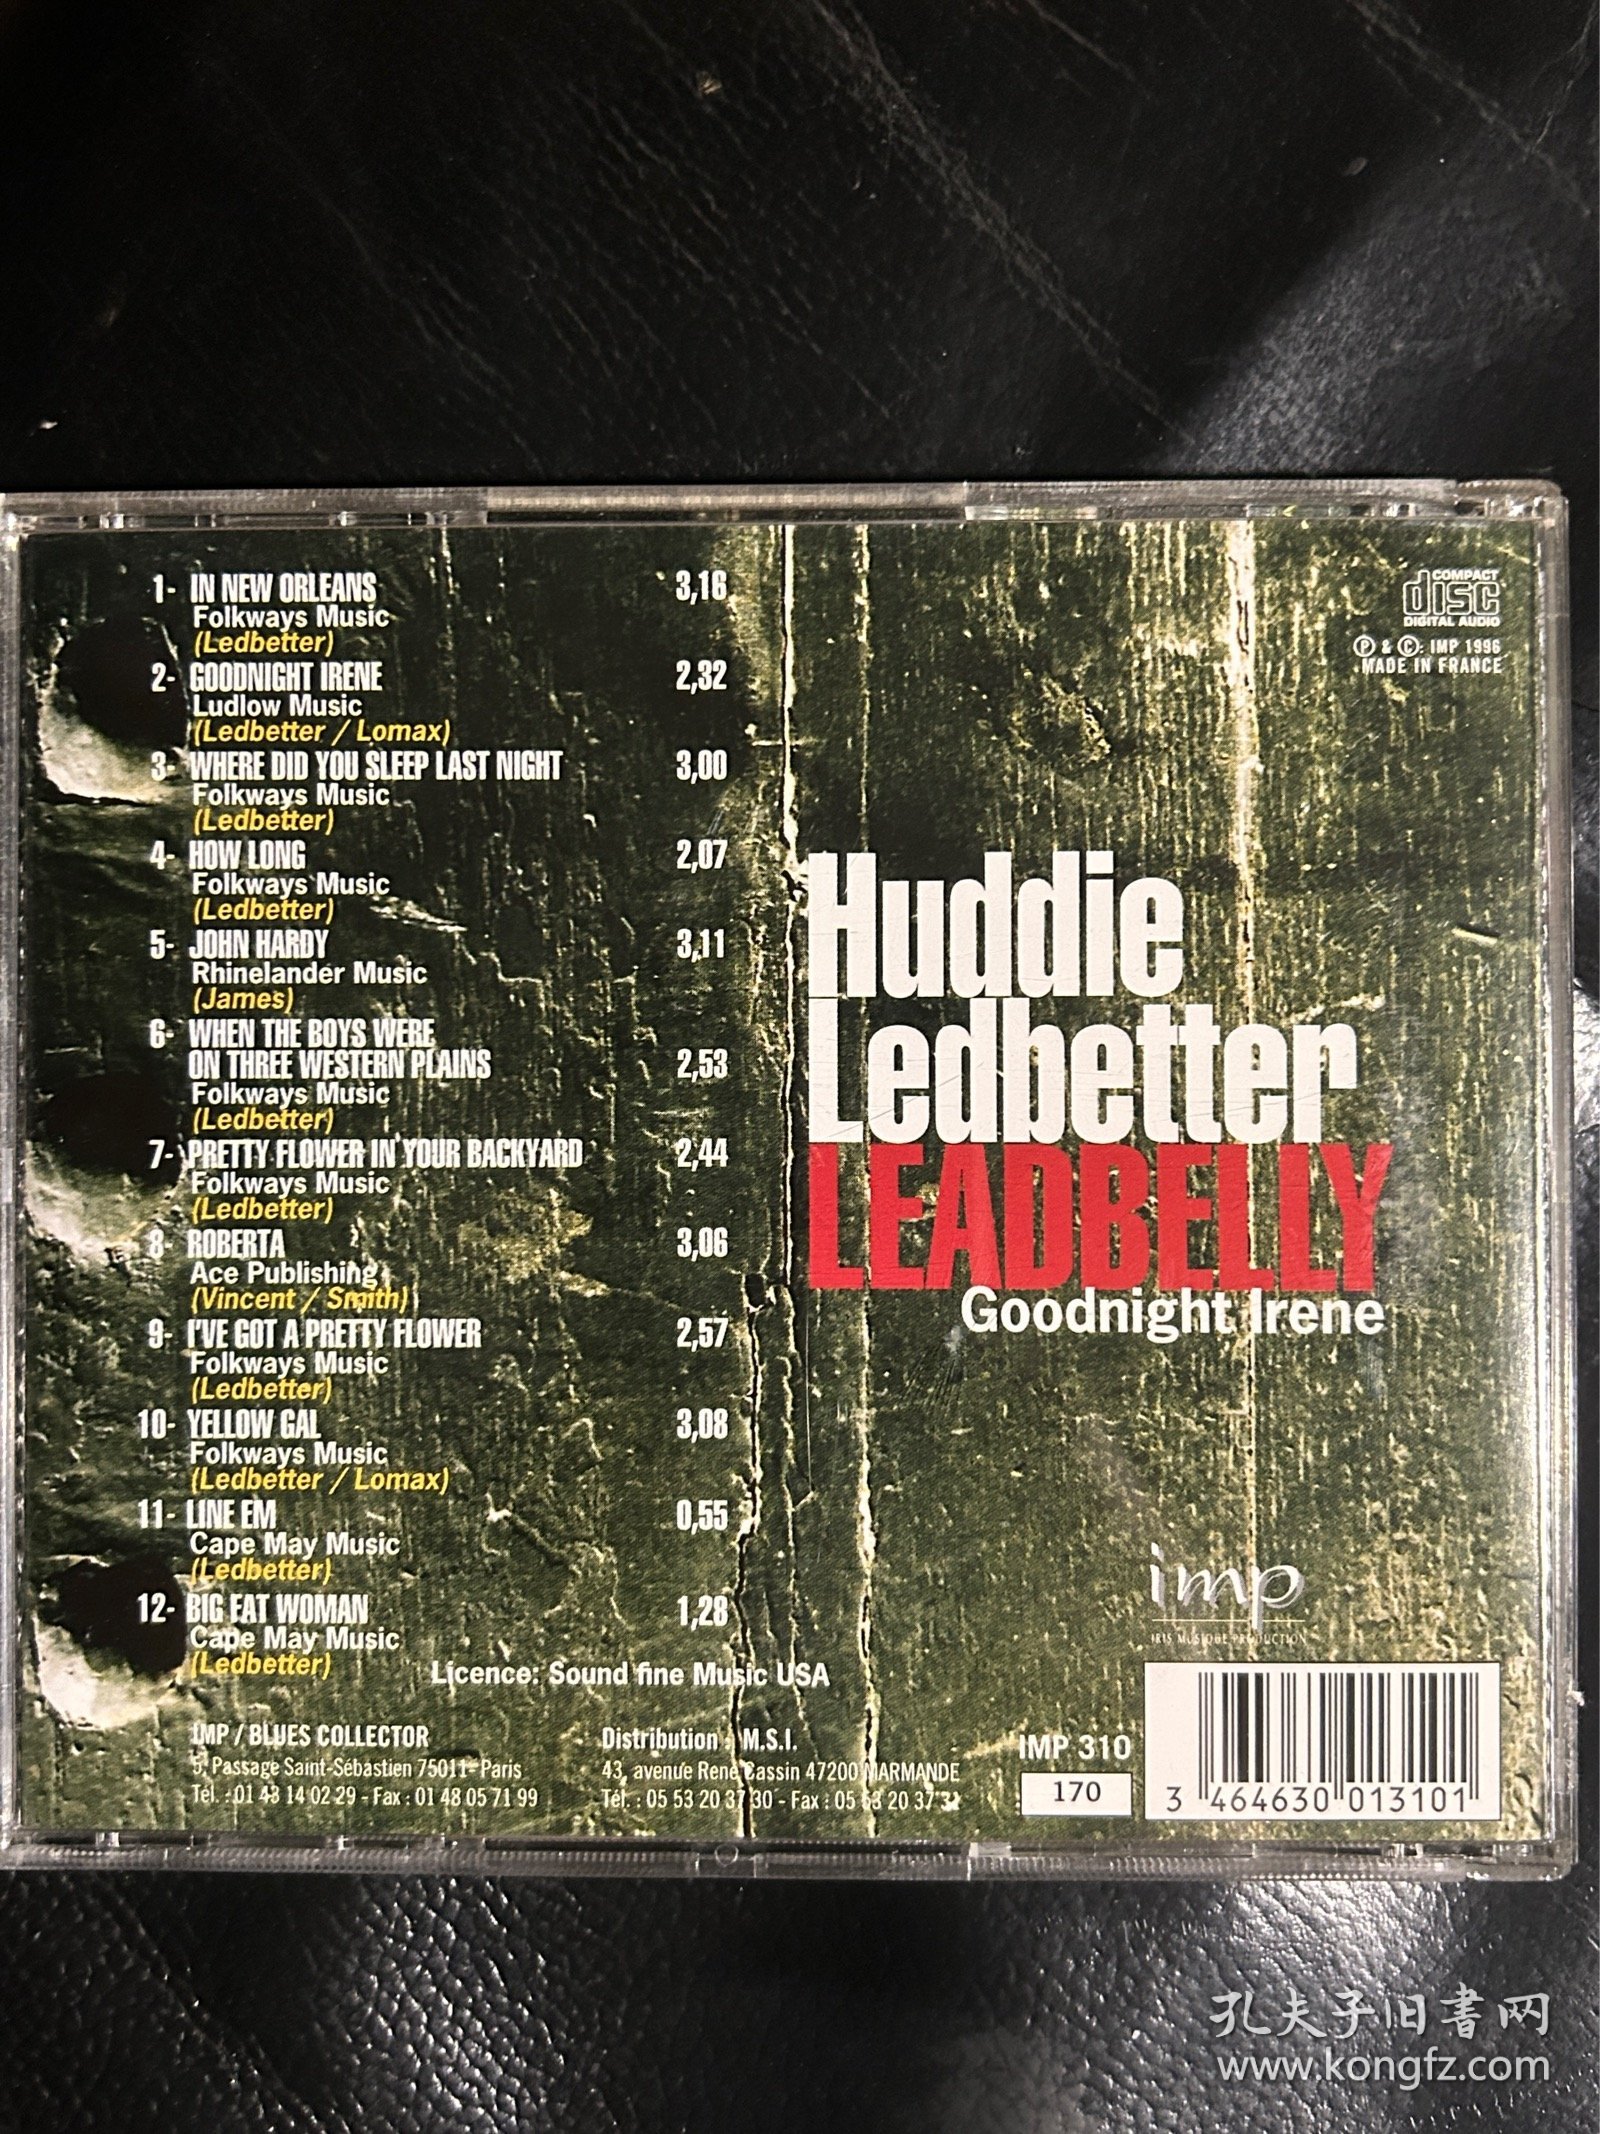 1- IN NEW ORLEANS 3,16
Folkways Music
(Ledbetter)
2- GOODNIGHT IRENE 2,32
Ludlow Music
(Ledbetter / Lomax)
3- WHERE DID YOU SLEEP LAST NIGHT 3,00
Folkways Music
(Ledbetter)
4- HOW LONG 2,07
Folkways Music
(Ledbetter)
5- JOHN HARDY 3,11
Rhinelander Music
(James)
6- WHEN THE BOYS WERE
ON THREE WESTERN PLAINS 2,53
Folkways Music
(Ledbetter)
7- PRETTY FLOWER IN YOUR BACKYARD 2,44
Folkways Music
(Ledbetter)
8- ROBERTA 3,06
Ace Publishing
(Vincent / Smith)
9- I'VE GOT A PRETTY FLOWER 2,57
Folkways Music
(Ledbetter)
10- YELLOW GAL 3,08
Folkways Music
(Ledbetter / Lomax)
11- LINE EM 0,55
Cape May Music
(Ledbetter)
12- BIG FAT WOMAN 1,28
Cape May Music
(Ledbetter)
Licence: Sound fine Music USA
IMP / BLUES COLLECTOR
5, Passage Saint-Sébastien 75011- Paris
Tél. : 01 43 14 02 29 - Fax : 01 48 05 71 99
Distribution : M.S.I.
43, avenue René Cassin 47200 MARMANDE
Tél. : 05 53 20 37 30 - Fax : 05 53 20 37 31
COMPACT
disc
DIGITAL AUDIO
Ⓟ & Ⓒ: IMP 1996
MADE IN FRANCE
Huddie
Ledbetter
LEADBELLY
Goodnight Irene
imp
IRIS MUSIQUE PRODUCTION
IMP 310
170
3 464630 013101
孔夫子旧书网
www.kongfz.com